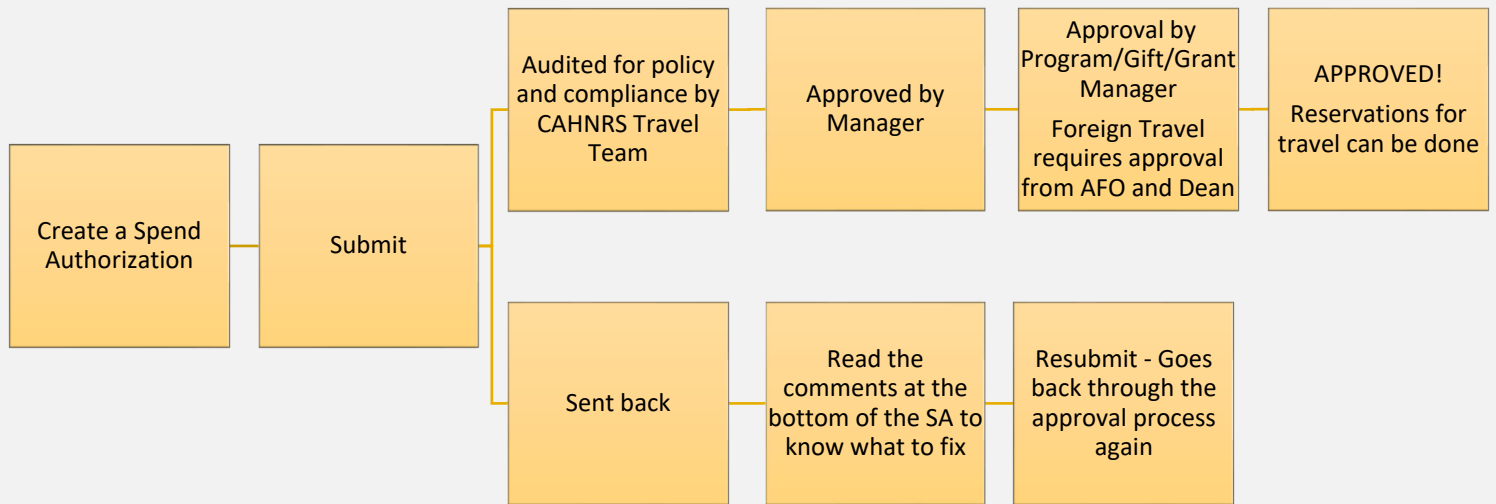 Create a Spend
Authorization
Submit
Audited for policy
and compliance by
CAHNRS Travel
Team
Approved by
Manager
Approval by
Program/Gift/Grant
Manager
Foreign Travel
requires approval
from AFO and Dean
APPROVED!
Reservations for
travel can be done
Sent back
Read the
comments at the
bottom of the SA to
know what to fix
Resubmit - Goes
back through the
approval process
again